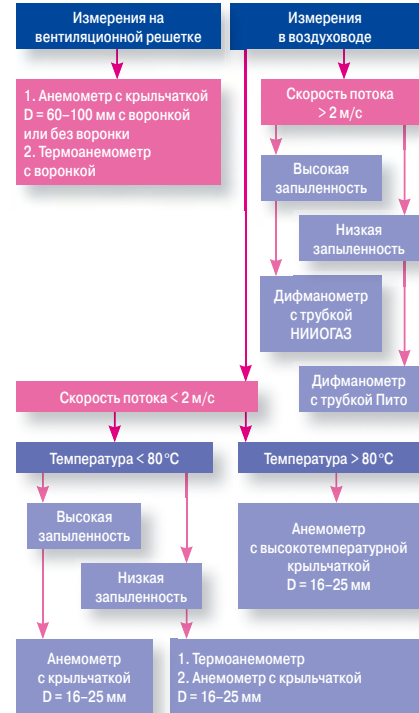 Измерения на
вентиляционной решетке
Измерения
в воздуховоде
1. Анемометр с крыльчаткой
D = 60–100 мм с воронкой
или без воронки
2. Термоанемометр
с воронкой
Скорость потока
> 2 м/с
Высокая
запыленность
Низкая
запыленность
Дифманометр
с трубкой
НИИОГАЗ
Дифманометр
с трубкой Пито
Скорость потока < 2 м/с
Температура < 80 °C
Температура > 80 °C
Высокая
запыленность
Низкая
запыленность
Анемометр
с высокотемпературной
крыльчаткой
D = 16–25 мм
Анемометр
с крыльчаткой
D = 16–25 мм
1. Термоанемометр
2. Анемометр с крыльчаткой
D = 16–25 мм